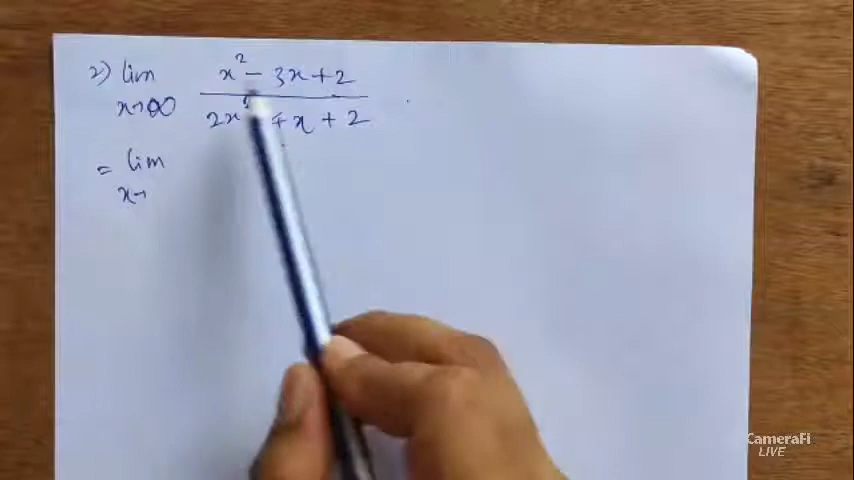 2) lim x→∞ (x² - 3x + 2) / (2x² + x + 2)
= lim x→
CameraFi
LIVE